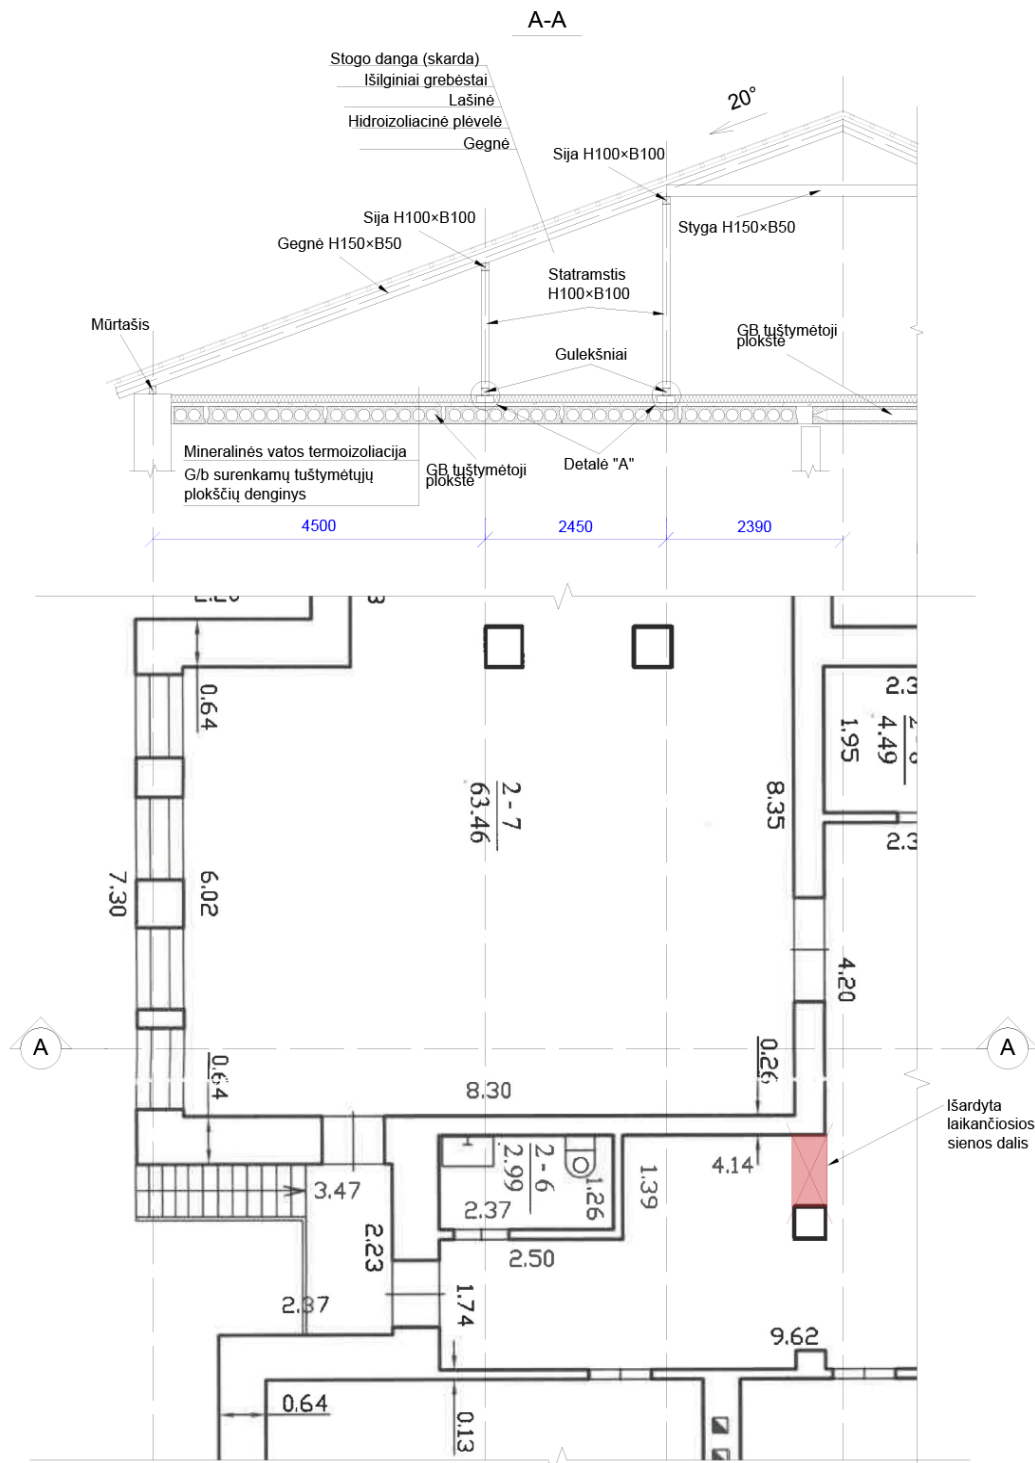 A-A
Stogo danga (skarda)
Išilginiai grebėstai
Lašinė
Hidroizoliacinė plėvelė
Gegnė
20°
Sija H100×B100
Sija H100×B100
Gegnė H150×B50
Styga H150×B50
Statramstis
H100×B100
Mūrtašis
GB tuštymėtoji
plokštė
Gulekšniai
Mineralinės vatos termoizoliacija
G/b surenkamų tuštymėtųjų
plokščių denginys
GB tuštymėtoji
plokštė
Detalė "A"
4500
2450
2390
0.64
2.3
4.49
1.95
2-7
63.46
8.35
7.30
6.02
2.3
4.20
A
A
0.64
0.26
8.30
Išardyta
laikančiosios
sienos dalis
3.47
2-6
2.99
1.26
2.37
1.39
4.14
2.23
2.50
2.37
1.74
9.62
0.64
0.13